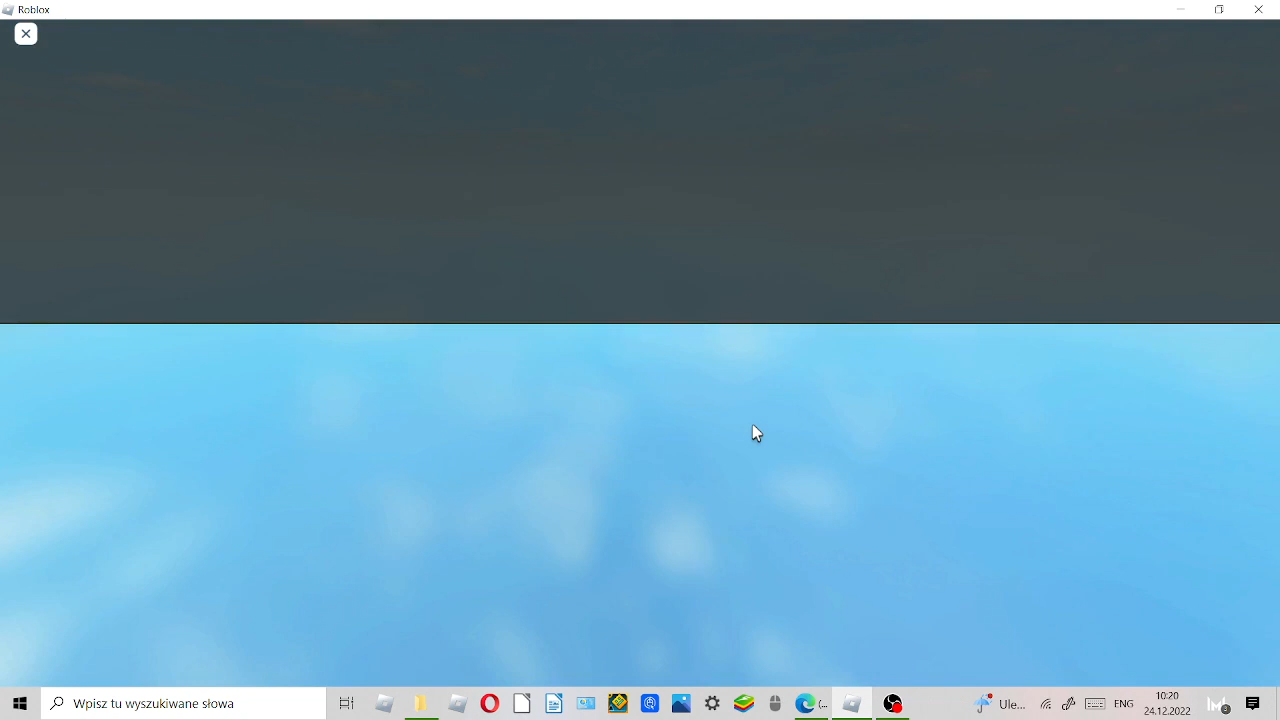 Roblox
Wpisz tu wyszukiwane słowa
(...
Ule...
ENG
10:20
24.12.2022